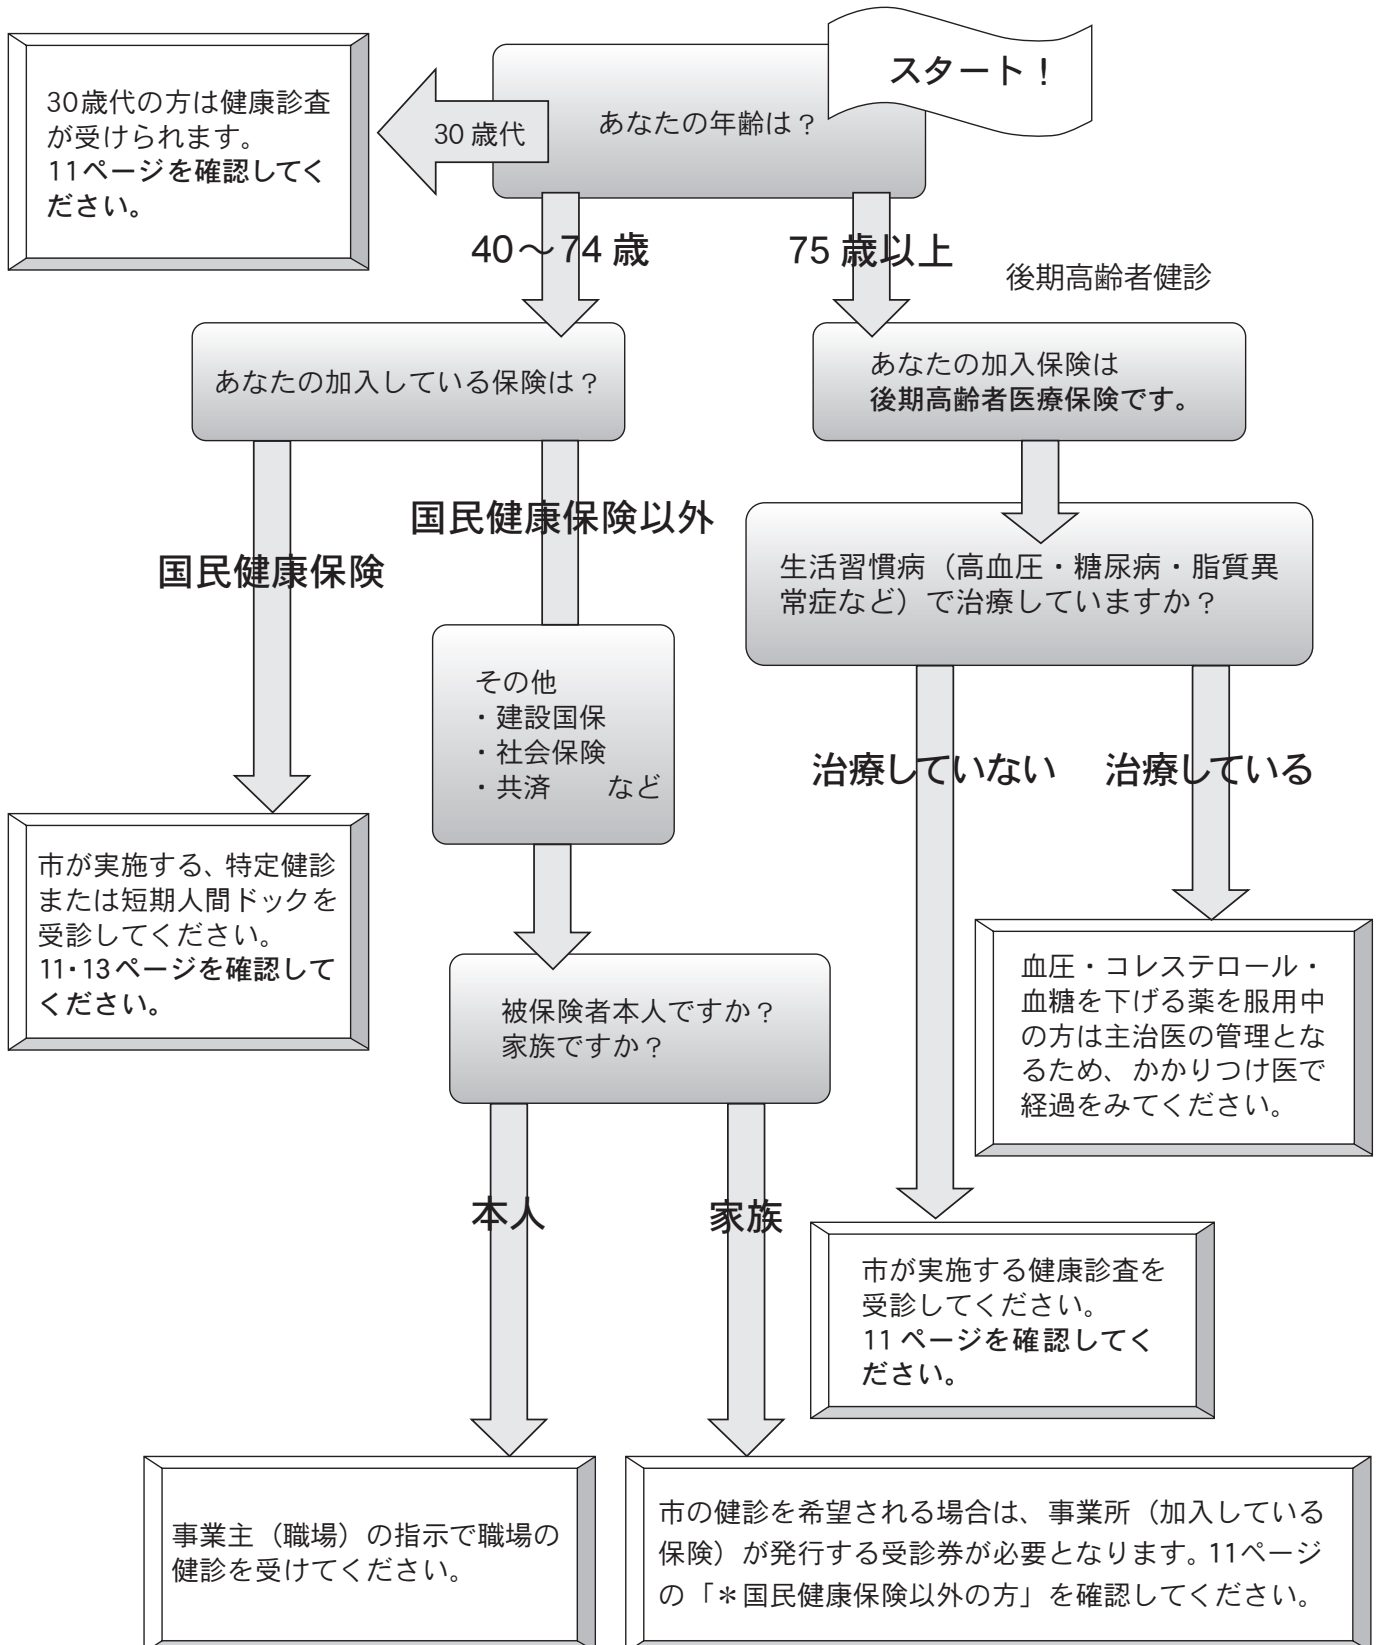 スタート！
あなたの年齢は？
30歳代
30歳代の方は健康診査
が受けられます。
11ページを確認してく
ださい。
40～74歳
75歳以上
後期高齢者健診
あなたの加入している保険は？
あなたの加入保険は
後期高齢者医療保険です。
国民健康保険
国民健康保険以外
生活習慣病（高血圧・糖尿病・脂質異
常症など）で治療していますか？
その他
・建設国保
・社会保険
・共済　　など
治療していない
治療している
市が実施する、特定健診
または短期人間ドックを
受診してください。
11・13ページを確認して
ください。
被保険者本人ですか？
家族ですか？
血圧・コレステロール・
血糖を下げる薬を服用中
の方は主治医の管理とな
るため、かかりつけ医で
経過をみてください。
本人
家族
市が実施する健康診査を
受診してください。
11ページを確認してく
ださい。
事業主（職場）の指示で職場の
健診を受けてください。
市の健診を希望される場合は、事業所（加入している
保険）が発行する受診券が必要となります。11ページ
の「＊国民健康保険以外の方」を確認してください。